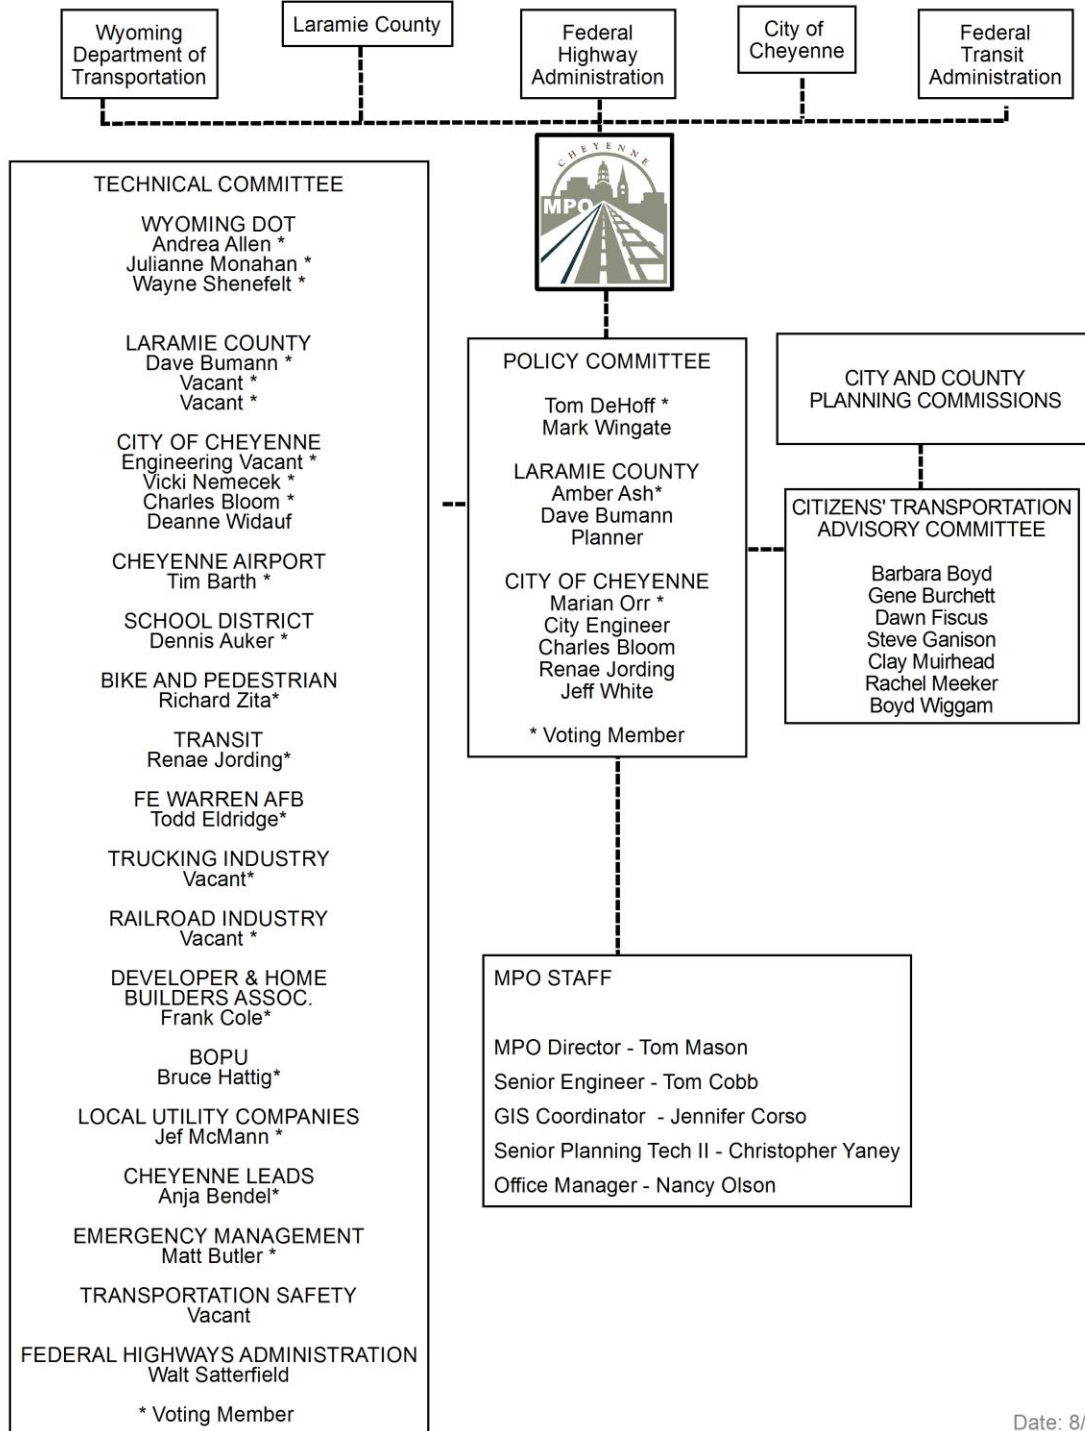 Wyoming
Department of
Transportation
Laramie County
Federal
Highway
Administration
City of
Cheyenne
Federal
Transit
Administration
CHEYENNE
MPO
TECHNICAL COMMITTEE
WYOMING DOT
Andrea Allen *
Julianne Monahan *
Wayne Shenefelt *
LARAMIE COUNTY
Dave Bumann *
Vacant *
Vacant *
CITY OF CHEYENNE
Engineering Vacant *
Vicki Nemecek *
Charles Bloom *
Deanne Widauf
CHEYENNE AIRPORT
Tim Barth *
SCHOOL DISTRICT
Dennis Auker *
BIKE AND PEDESTRIAN
Richard Zita*
TRANSIT
Renae Jording*
FE WARREN AFB
Todd Eldridge*
TRUCKING INDUSTRY
Vacant*
RAILROAD INDUSTRY
Vacant *
DEVELOPER & HOME
BUILDERS ASSOC.
Frank Cole*
BOPU
Bruce Hattig*
LOCAL UTILITY COMPANIES
Jef McMann *
CHEYENNE LEADS
Anja Bendel*
EMERGENCY MANAGEMENT
Matt Butler *
TRANSPORTATION SAFETY
Vacant
FEDERAL HIGHWAYS ADMINISTRATION
Walt Satterfield
* Voting Member
POLICY COMMITTEE
Tom DeHoff *
Mark Wingate
LARAMIE COUNTY
Amber Ash*
Dave Bumann
Planner
CITY OF CHEYENNE
Marian Orr *
City Engineer
Charles Bloom
Renae Jording
Jeff White
* Voting Member
CITY AND COUNTY
PLANNING COMMISSIONS
CITIZENS' TRANSPORTATION
ADVISORY COMMITTEE
Barbara Boyd
Gene Burchett
Dawn Fiscus
Steve Ganison
Clay Muirhead
Rachel Meeker
Boyd Wiggam
MPO STAFF
MPO Director - Tom Mason
Senior Engineer - Tom Cobb
GIS Coordinator - Jennifer Corso
Senior Planning Tech II - Christopher Yaney
Office Manager - Nancy Olson
Date: 8/